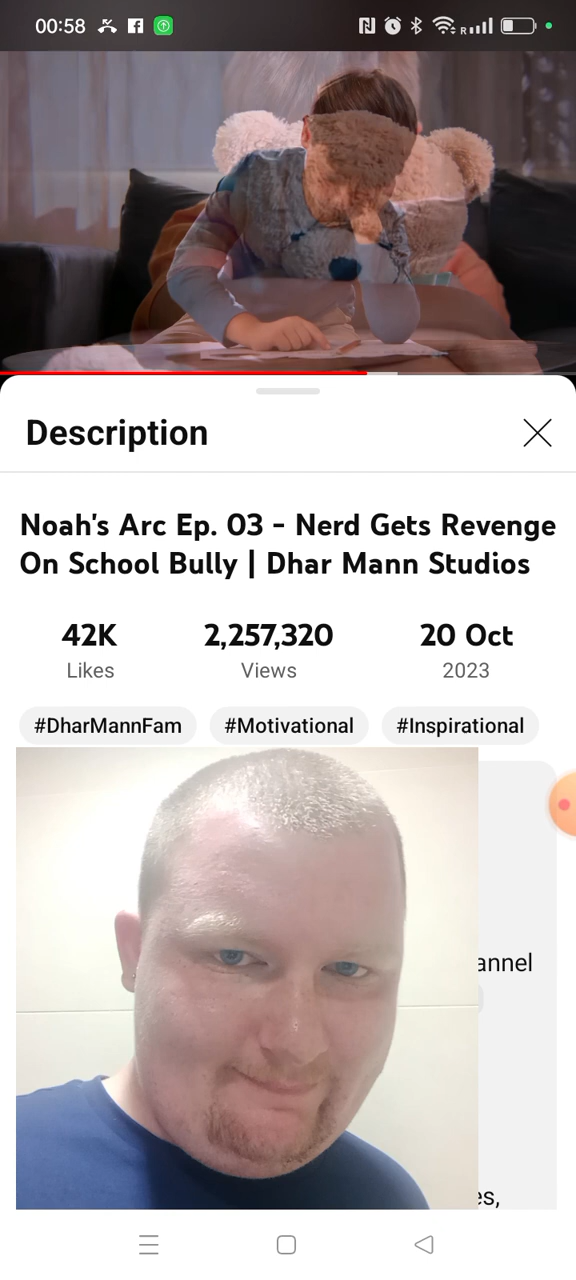 00:58
R
Description
Noah's Arc Ep. 03 - Nerd Gets Revenge
On School Bully | Dhar Mann Studios
42K 2,257,320 20 Oct
Likes Views 2023
#DharMannFam #Motivational #Inspirational
annel
es,